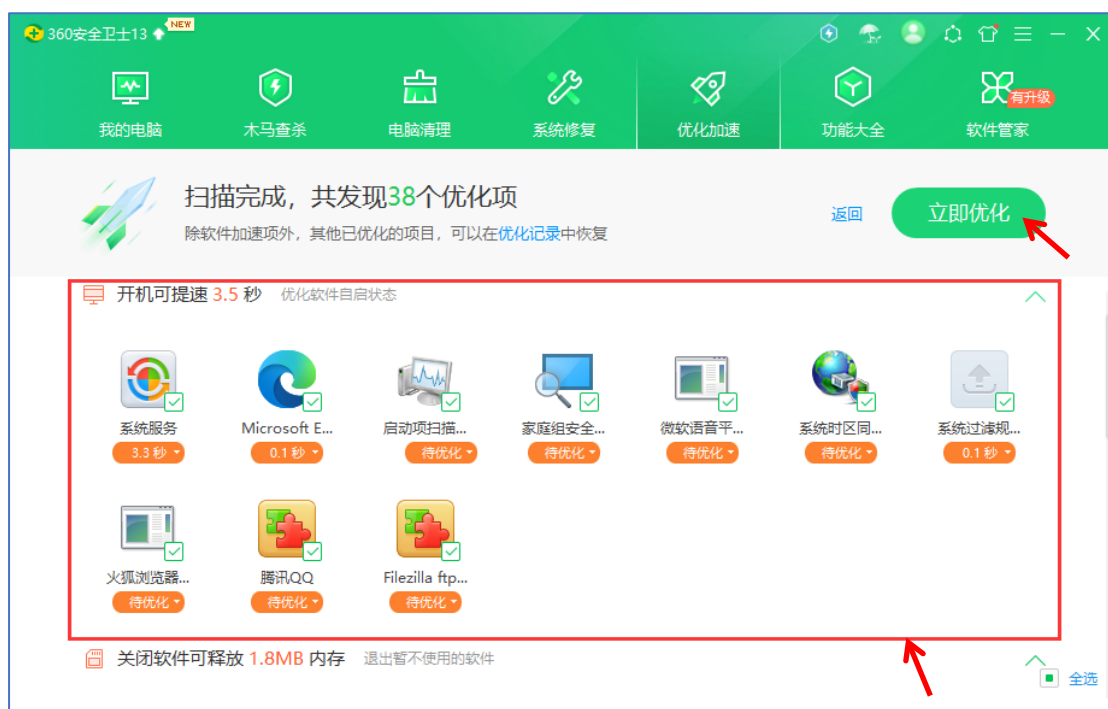 360安全卫士13 NEW
我的电脑 木马查杀 电脑清理 系统修复 优化加速 功能大全 软件管家 有升级
扫描完成，共发现38个优化项
除软件加速项外，其他已优化的项目，可以在优化记录中恢复
返回 立即优化
开机可提速 3.5 秒 优化软件自启状态
系统服务 Microsoft E... 启动项扫描... 家庭组安全... 微软语音平... 系统时区同... 系统过滤规...
3.3 秒 0.1 秒 待优化 待优化 待优化 待优化 0.1 秒
火狐浏览器... 腾讯QQ Filezilla ftp...
待优化 待优化 待优化
关闭软件可释放 1.8MB 内存 退出暂不使用的软件
全选